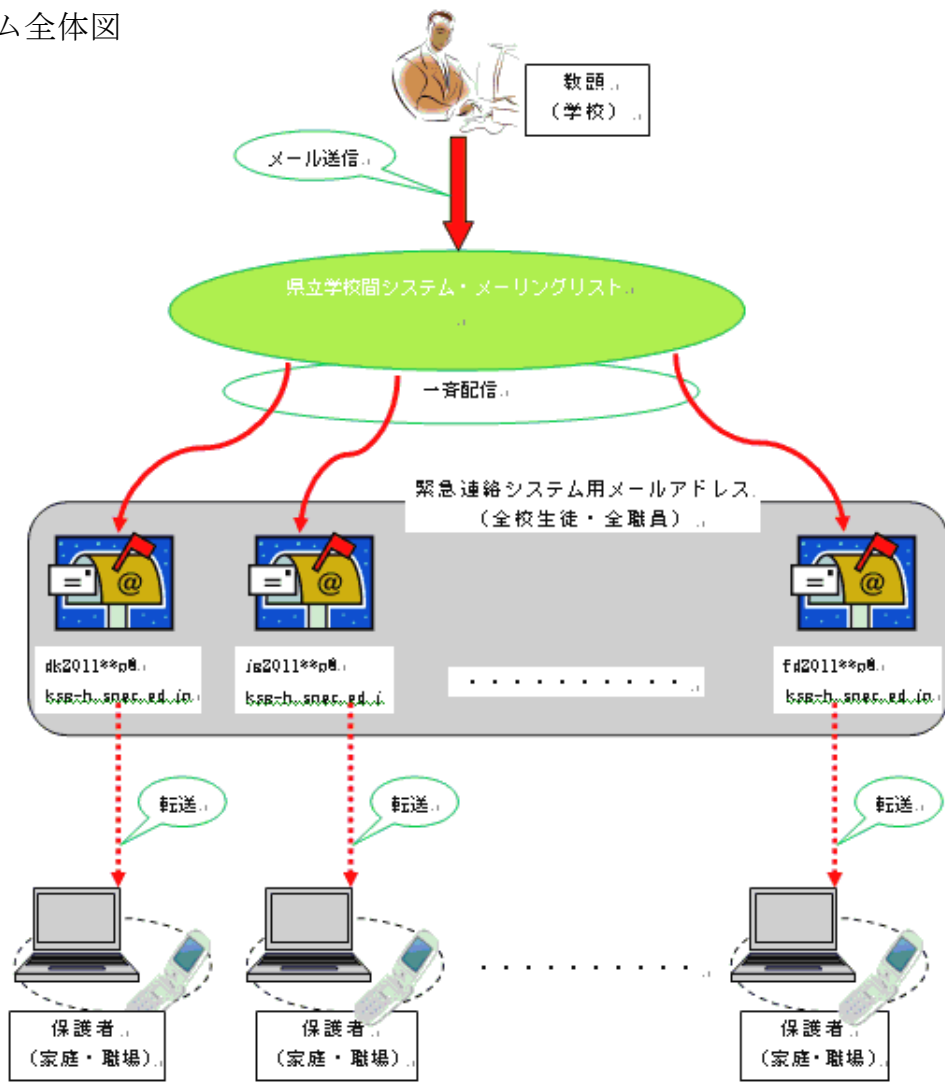 ム全体図
教頭
（学校）
メール送信
県立学校間システム・メーリングリスト
一斉配信
緊急連絡システム用メールアドレス
（全校生徒・全職員）
・・・・・・・・・・
転送
転送
転送
・・・・・・・・・・
保護者
（家庭・職場）
保護者
（家庭・職場）
保護者
（家庭・職場）